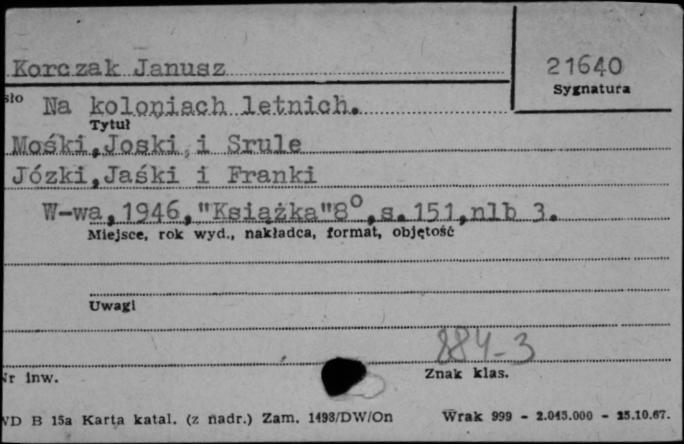 Korczak Janusz
21640
Sygnatura
sło Na koloniach letnich.
Tytuł
Mośki,Joski i Srule
Józki,Jaśki i Franki
W-wa,1946,"Książka"8°,s.151,nlb 3.
Miejsce, rok wyd., nakładca, format, objętość
Uwagi
884-3
Nr inw.
Znak klas.
WD B 15a Karta katal. (z nadr.) Zam. 1493/DW/On Wrak 999 - 2.045.000 - 25.10.67.